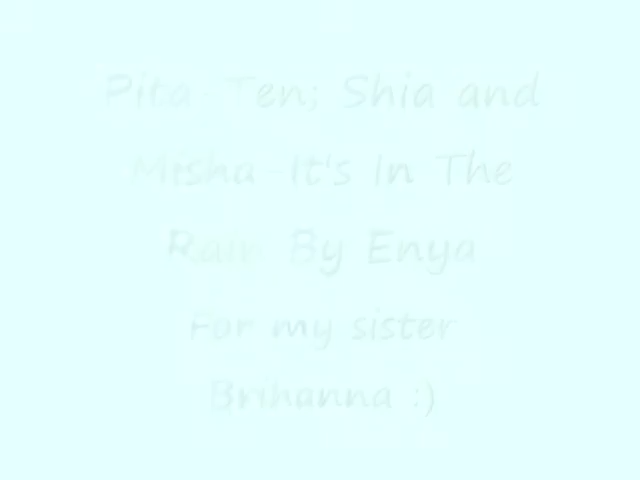 Pita-Ten; Shia and
Misha-It's In The
Rain By Enya
For my sister
Brihanna :)